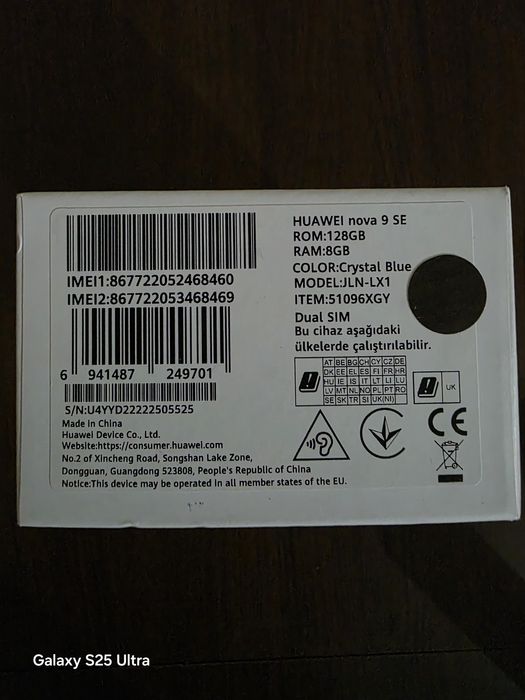 IMEI1:867722052468460
IMEI2:867722053468469
6 941487 249701
S/N:U4YYD22222505525
Made in China
Huawei Device Co., Ltd.
Website:https://consumer.huawei.com
No.2 of Xincheng Road, Songshan Lake Zone,
Dongguan, Guangdong 523808, People's Republic of China
Notice:This device may be operated in all member states of the EU.
HUAWEI nova 9 SE
ROM:128GB
RAM:8GB
COLOR:Crystal Blue
MODEL:JLN-LX1
ITEM:51096XGY
Dual SIM
Bu cihaz aşağıdaki
ülkelerde çalıştırılabilir.
AT BE BG CH CY CZ DE
DK EE EL ES FI FR HR
HU IE IS IT LT LI LU
LV MT NL NO PL PT RO
SE SK TR SI UK(NI)
UK
CE
Galaxy S25 Ultra